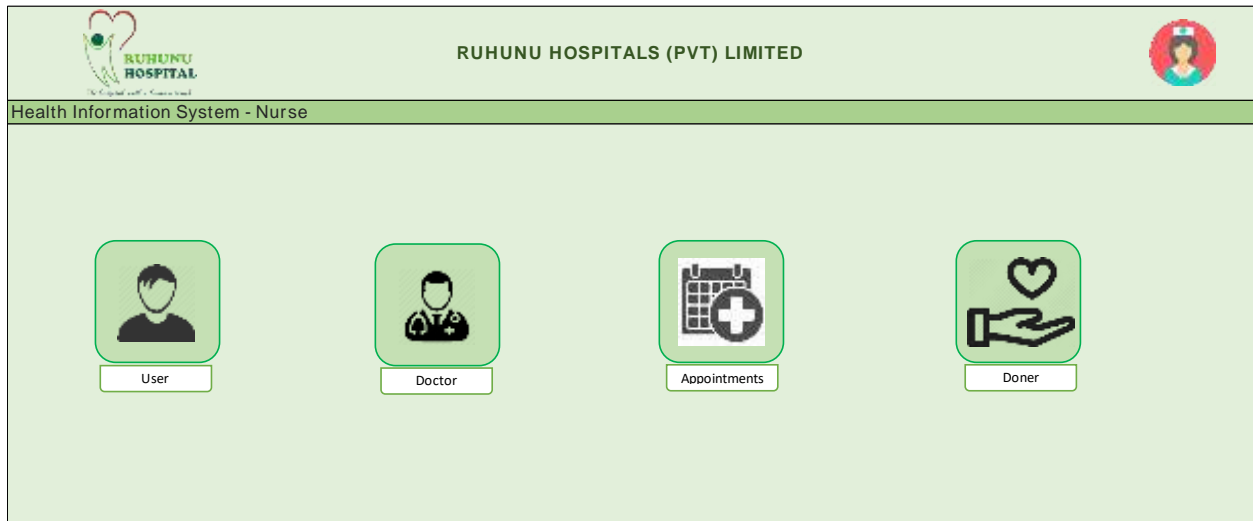 RUHUNU
HOSPITAL
RUHUNU HOSPITALS (PVT) LIMITED
Health Information System - Nurse
User
Doctor
Appointments
Doner